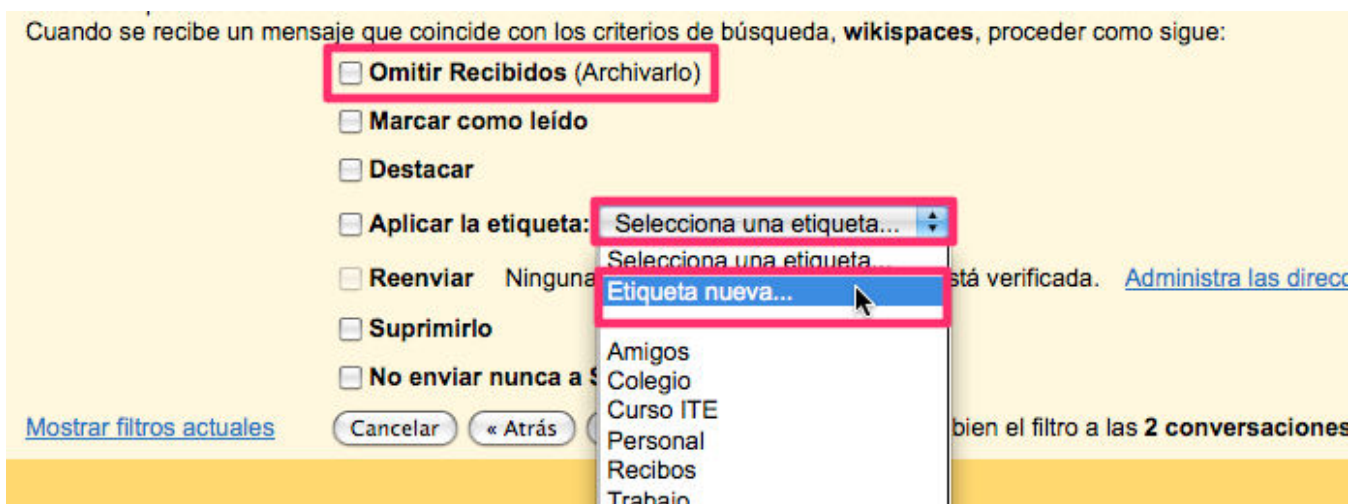 Cuando se recibe un mensaje que coincide con los criterios de búsqueda, wikispaces, proceder como sigue:
Omitir Recibidos (Archivarlo)
Marcar como leído
Destacar
Aplicar la etiqueta: Selecciona una etiqueta...
Selecciona una etiqueta...
Reenviar Ninguna stá verificada. Administra las direcc
Etiqueta nueva...
Suprimirlo
Amigos
No enviar nunca a S
Colegio
Curso ITE
Mostrar filtros actuales Cancelar « Atrás bien el filtro a las 2 conversaciones
Personal
Recibos
Trabajo